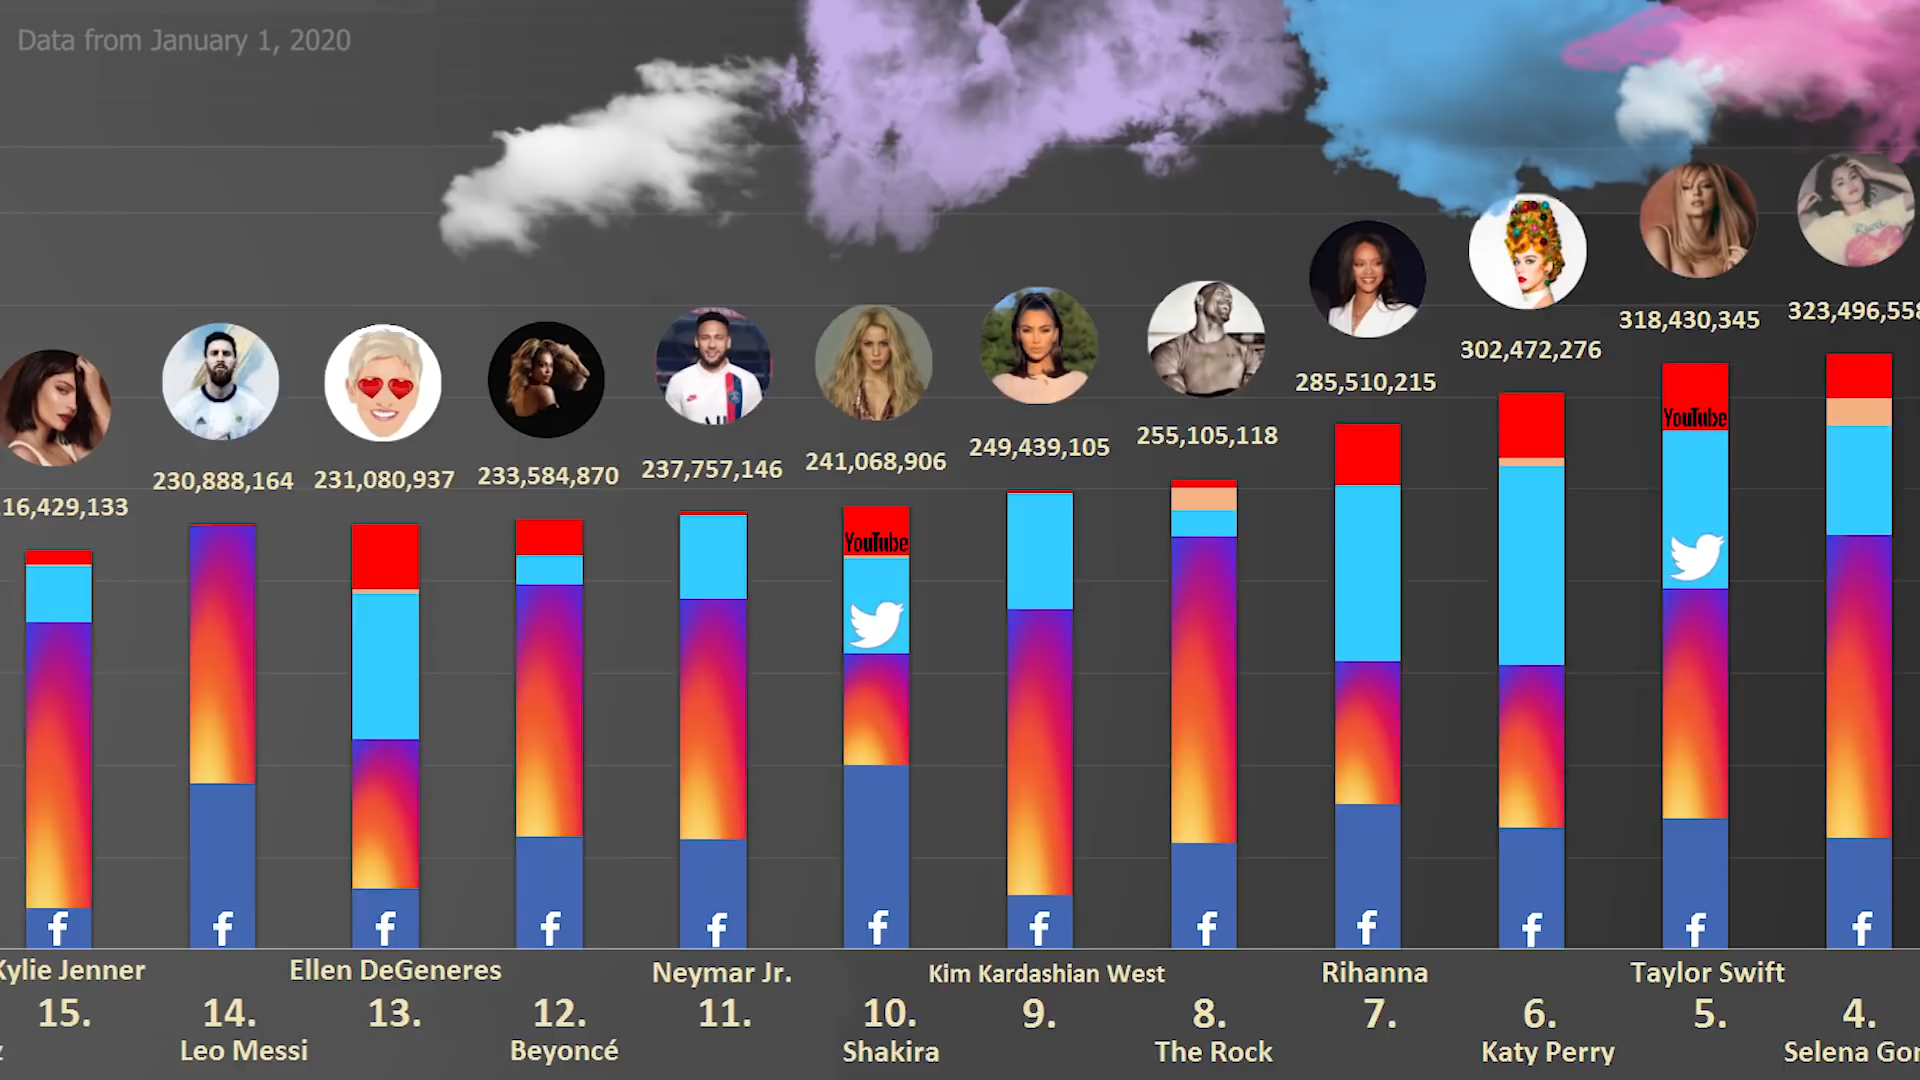 Data from January 1, 2020
323,496,558
318,430,345
302,472,276
285,510,215
255,105,118
249,439,105
241,068,906
237,757,146
233,584,870
231,080,937
230,888,164
16,429,133
YouTube
YouTube
f f f f f f f f f f f f
Kylie Jenner Ellen DeGeneres Neymar Jr. Kim Kardashian West Rihanna Taylor Swift
15. 14. 13. 12. 11. 10. 9. 8. 7. 6. 5. 4.
Leo Messi Beyoncé Shakira The Rock Katy Perry Selena Gor